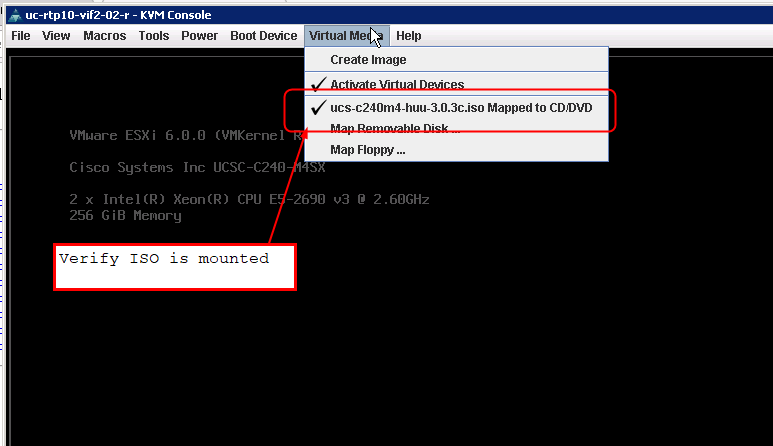 uc-rtp10-vif2-02-r - KVM Console
File View Macros Tools Power Boot Device Virtual Media Help
Create Image
Activate Virtual Devices
ucs-c240m4-huu-3.0.3c.iso Mapped to CD/DVD
Map Removable Disk ...
Map Floppy ...
VMware ESXi 6.0.0 (VMKernel R
Cisco Systems Inc UCSC-C240-M4SX
2 x Intel(R) Xeon(R) CPU E5-2690 v3 @ 2.60GHz
256 GiB Memory
Verify ISO is mounted